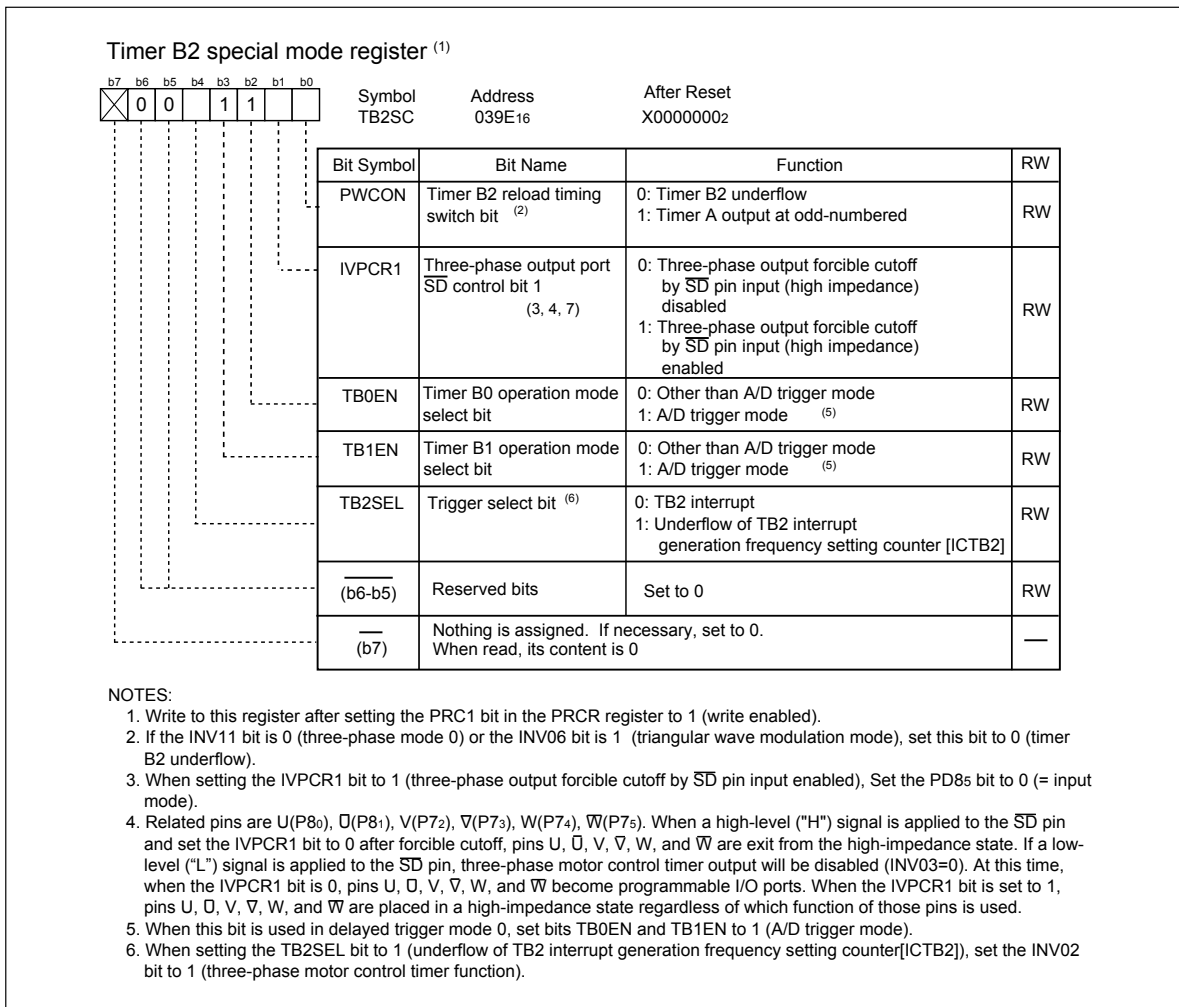 Timer B2 special mode register (1)
b7 b6 b5 b4 b3 b2 b1 b0
0 0 1 1
Symbol Address After Reset
TB2SC 039E16 X00000002
Bit Symbol Bit Name Function RW
PWCON Timer B2 reload timing switch bit (2) 0: Timer B2 underflow
1: Timer A output at odd-numbered RW
IVPCR1 Three-phase output port
S̅D̅ control bit 1
(3, 4, 7)
0: Three-phase output forcible cutoff
by S̅D̅ pin input (high impedance)
disabled
1: Three-phase output forcible cutoff
by S̅D̅ pin input (high impedance)
enabled
RW
TB0EN Timer B0 operation mode
select bit
0: Other than A/D trigger mode
1: A/D trigger mode (5)
RW
TB1EN Timer B1 operation mode
select bit
0: Other than A/D trigger mode
1: A/D trigger mode (5)
RW
TB2SEL Trigger select bit (6)
0: TB2 interrupt
1: Underflow of TB2 interrupt
generation frequency setting counter [ICTB2]
RW
(b6-b5) Reserved bits Set to 0 RW
(b7)
Nothing is assigned. If necessary, set to 0.
When read, its content is 0
—
NOTES:
1. Write to this register after setting the PRC1 bit in the PRCR register to 1 (write enabled).
2. If the INV11 bit is 0 (three-phase mode 0) or the INV06 bit is 1 (triangular wave modulation mode), set this bit to 0 (timer
B2 underflow).
3. When setting the IVPCR1 bit to 1 (three-phase output forcible cutoff by S̅D̅ pin input enabled), Set the PD85 bit to 0 (= input
mode).
4. Related pins are U(P80), U̅(P81), V(P72), V̅(P73), W(P74), W̅(P75). When a high-level ("H") signal is applied to the S̅D̅ pin
and set the IVPCR1 bit to 0 after forcible cutoff, pins U, U̅, V, V̅, W, and W̅ are exit from the high-impedance state. If a low-
level (“L”) signal is applied to the S̅D̅ pin, three-phase motor control timer output will be disabled (INV03=0). At this time,
when the IVPCR1 bit is 0, pins U, U̅, V, V̅, W, and W̅ become programmable I/O ports. When the IVPCR1 bit is set to 1,
pins U, U̅, V, V̅, W, and W̅ are placed in a high-impedance state regardless of which function of those pins is used.
5. When this bit is used in delayed trigger mode 0, set bits TB0EN and TB1EN to 1 (A/D trigger mode).
6. When setting the TB2SEL bit to 1 (underflow of TB2 interrupt generation frequency setting counter[ICTB2]), set the INV02
bit to 1 (three-phase motor control timer function).